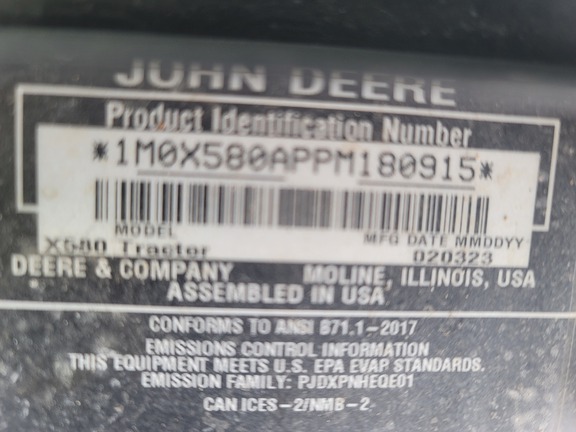 JOHN DEERE
Product Identification Number
*1M0X580APPM180915*
MODEL
MFG DATE MMDDYY
X580 Tractor
020323
DEERE & COMPANY MOLINE, ILLINOIS, USA
ASSEMBLED IN USA
CONFORMS TO ANSI B71.1-2017
EMISSIONS CONTROL INFORMATION
THIS EQUIPMENT MEETS U.S. EPA EVAP STANDARDS.
EMISSION FAMILY: PJDXPNHEQE01
CAN ICES-2/NMB-2